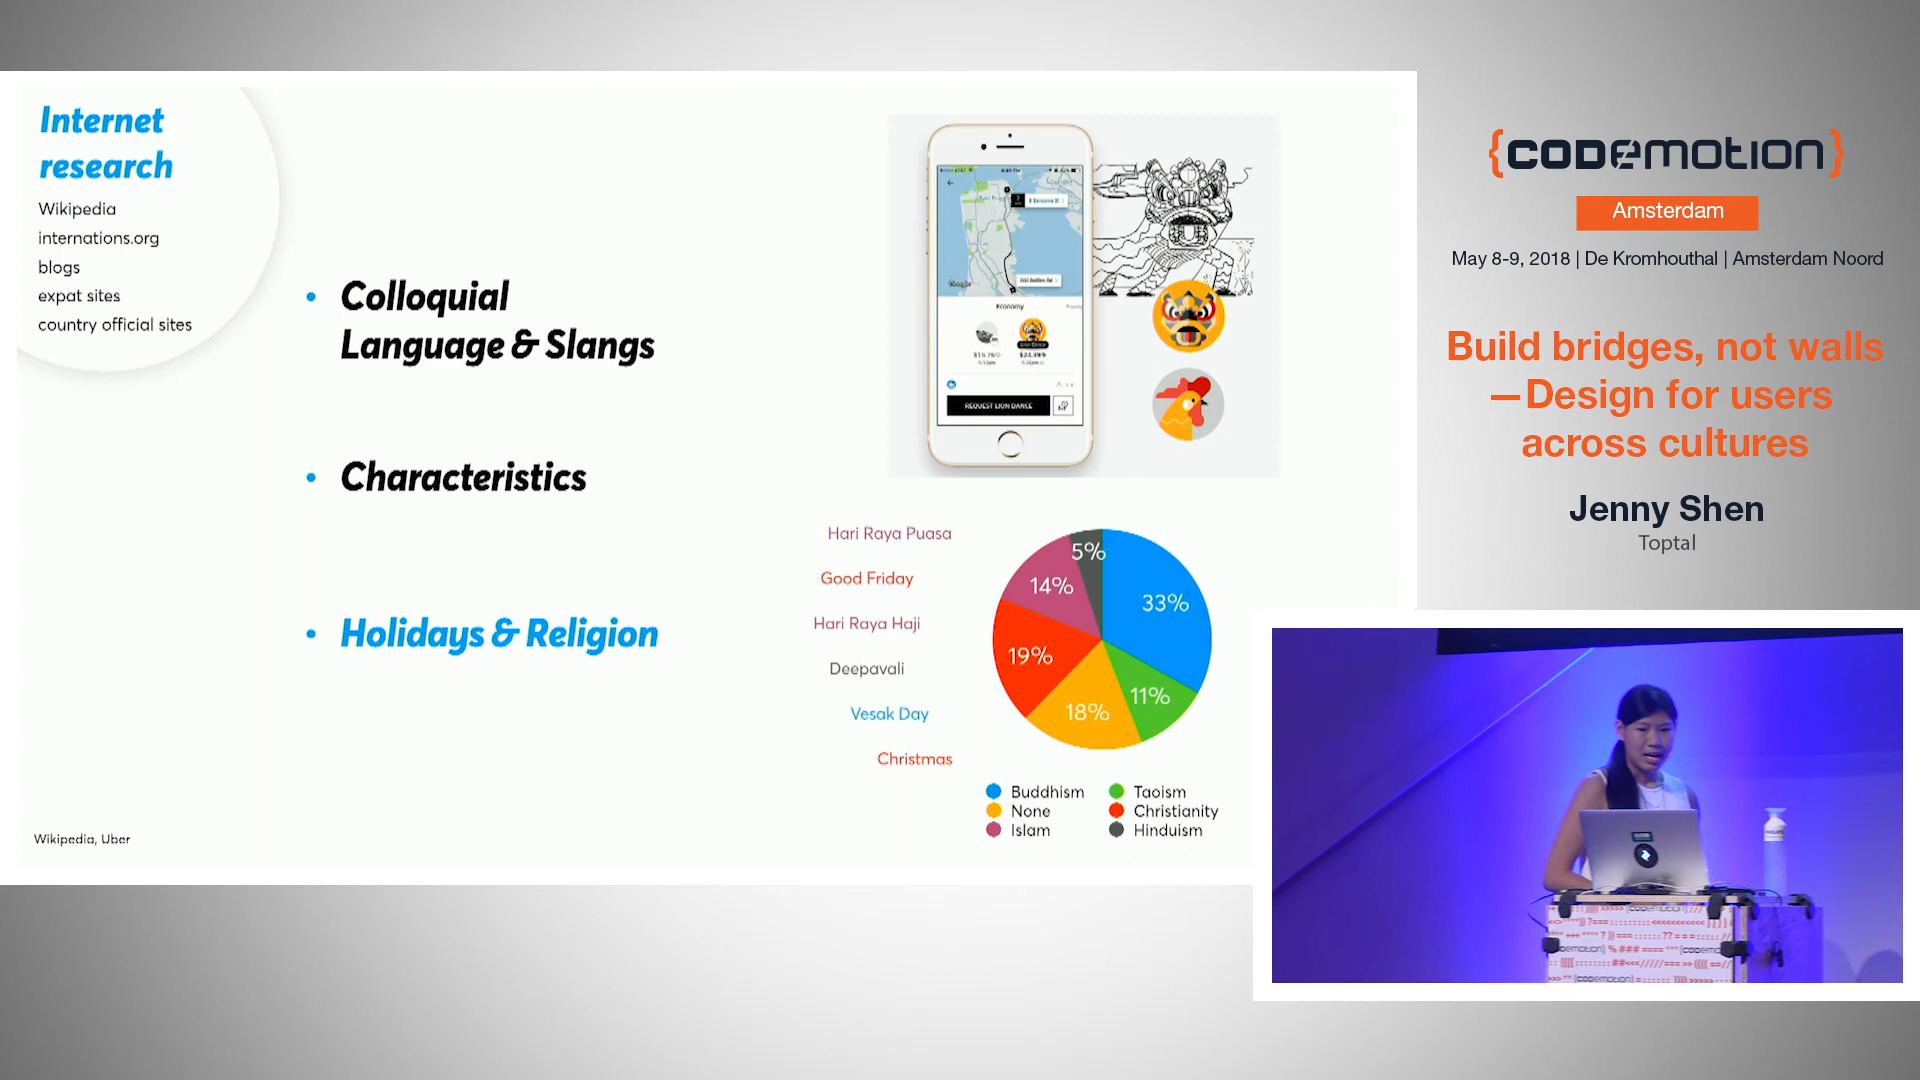 Internet
research
Wikipedia
internations.org
blogs
expat sites
country official sites
• Colloquial
Language & Slangs
• Characteristics
• Holidays & Religion
Wikipedia, Uber
Economy
REQUEST LION DANCE
Hari Raya Puasa
Good Friday
Hari Raya Haji
Deepavali
Vesak Day
Christmas
5%
14%
33%
19%
11%
18%
Buddhism
Taoism
None
Christianity
Islam
Hinduism
{CODEMOTION}
Amsterdam
May 8-9, 2018 | De Kromhouthal | Amsterdam Noord
Build bridges, not walls
—Design for users
across cultures
Jenny Shen
Toptal